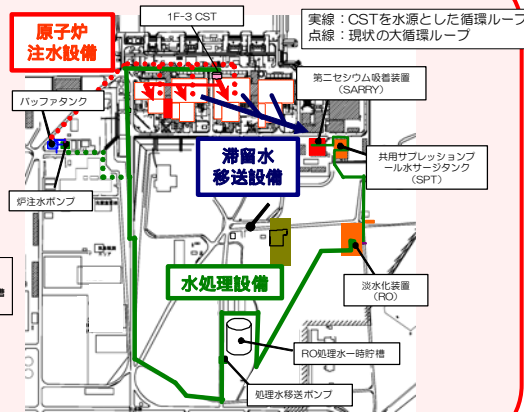 実線：CSTを水源とした循環ループ
点線：現状の大循環ループ
原子炉
注水設備
1F-3 CST
第二セシウム吸着装置
（SARRY）
バッファタンク
滞留水
移送設備
共用サプレッションプ
ール水サージタンク
（SPT）
炉注水ポンプ
水処理設備
淡水化装置
（RO）
RO処理水一時貯槽
処理水移送ポンプ
槽